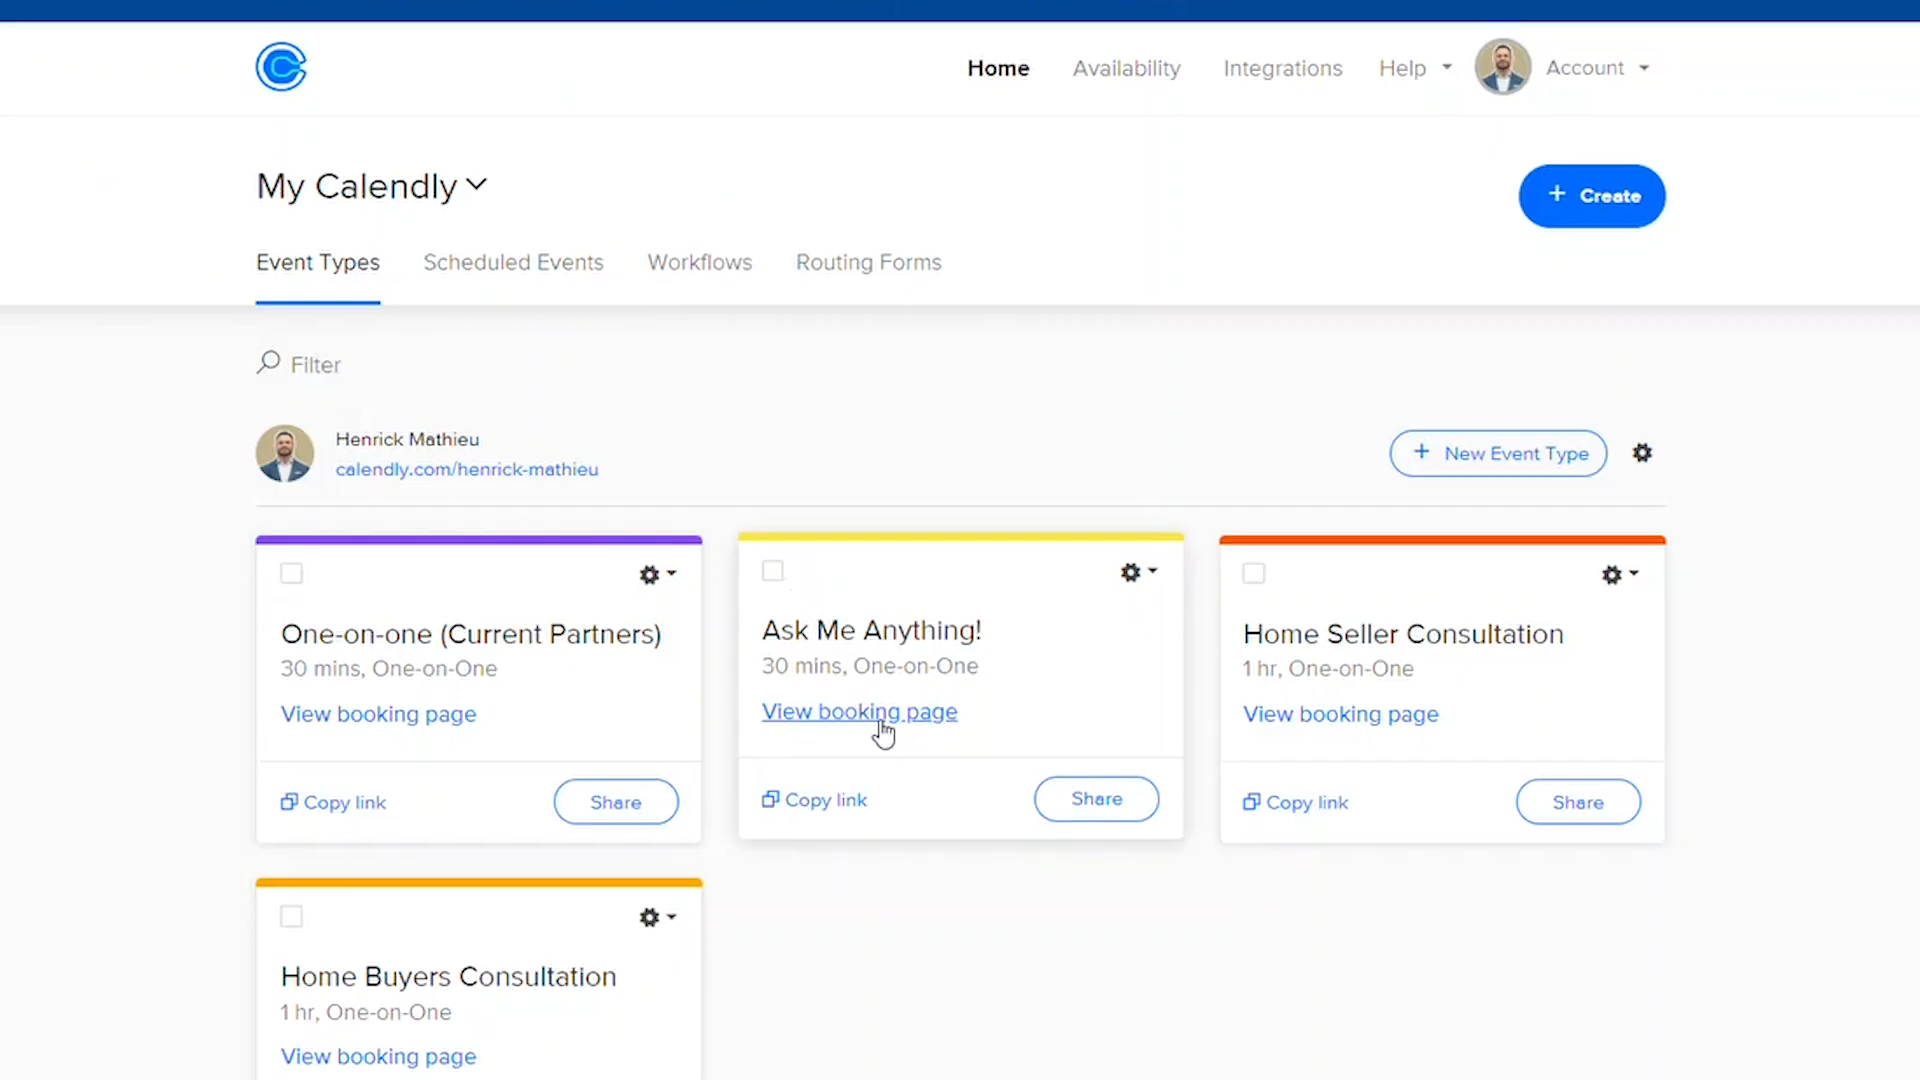 Home
Availability
Integrations
Help
Account
My Calendly
+ Create
Event Types
Scheduled Events
Workflows
Routing Forms
Filter
Henrick Mathieu
calendly.com/henrick-mathieu
+ New Event Type
One-on-one (Current Partners)
30 mins, One-on-One
View booking page
Copy link
Share
Ask Me Anything!
30 mins, One-on-One
View booking page
Copy link
Share
Home Seller Consultation
1 hr, One-on-One
View booking page
Copy link
Share
Home Buyers Consultation
1 hr, One-on-One
View booking page